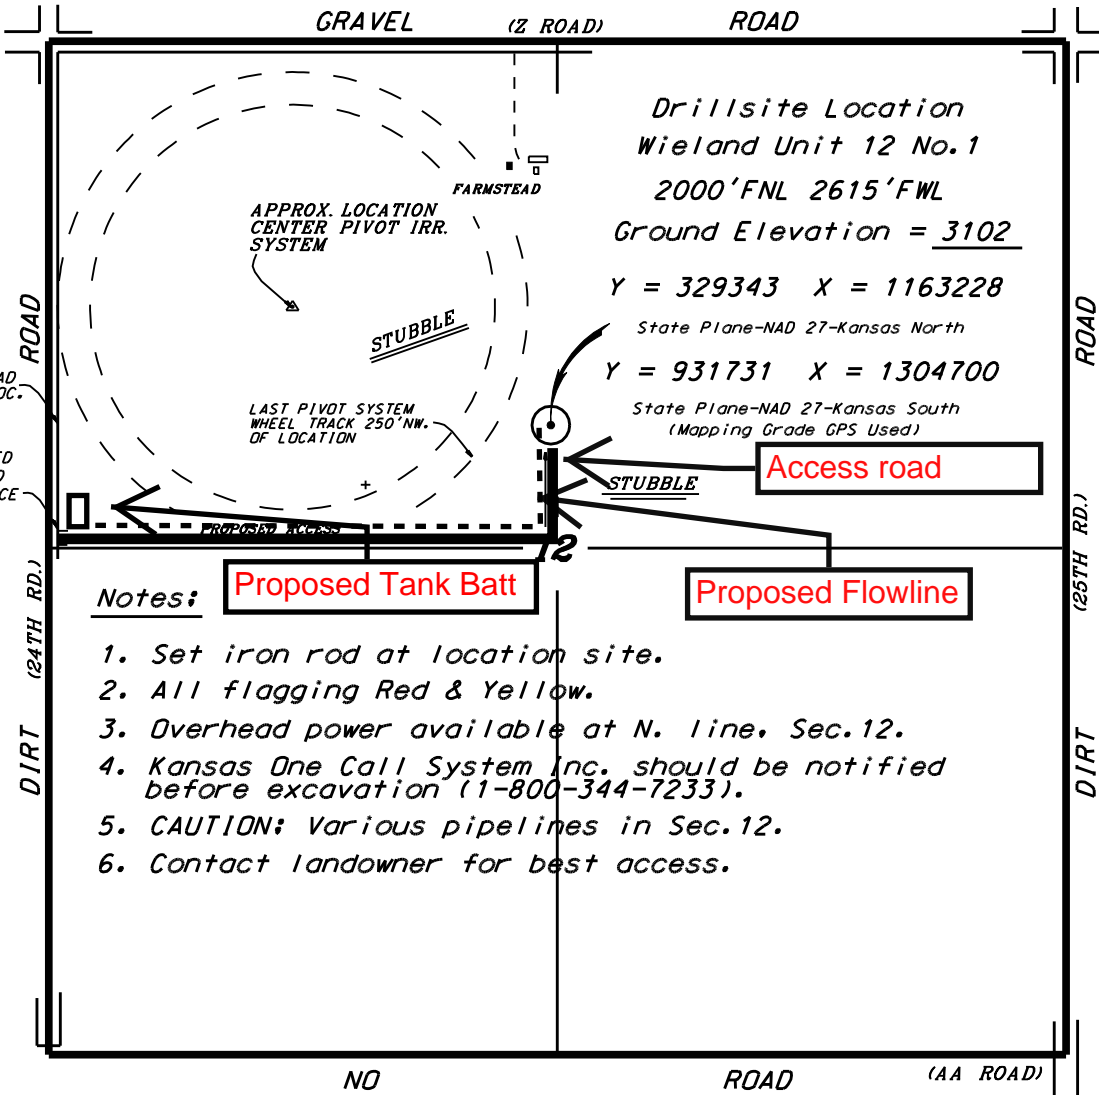 GRAVEL (Z ROAD) ROAD
Drillsite Location
Wieland Unit 12 No.1
2000'FNL 2615'FWL
Ground Elevation = 3102
Y = 329343 X = 1163228
State Plane-NAD 27-Kansas North
Y = 931731 X = 1304700
State Plane-NAD 27-Kansas South
(Mapping Grade GPS Used)
FARMSTEAD
APPROX. LOCATION
CENTER PIVOT IRR.
SYSTEM
STUBBLE
LAST PIVOT SYSTEM
WHEEL TRACK 250'NW.
OF LOCATION
Access road
STUBBLE
PROPOSED ACCESS
12
Proposed Tank Batt
Proposed Flowline
ROAD
(24TH RD.)
DIRT
ROAD
(25TH RD.)
DIRT
Notes:
1. Set iron rod at location site.
2. All flagging Red & Yellow.
3. Overhead power available at N. line, Sec.12.
4. Kansas One Call System Inc. should be notified
before excavation (1-800-344-7233).
5. CAUTION: Various pipelines in Sec.12.
6. Contact landowner for best access.
NO ROAD (AA ROAD)